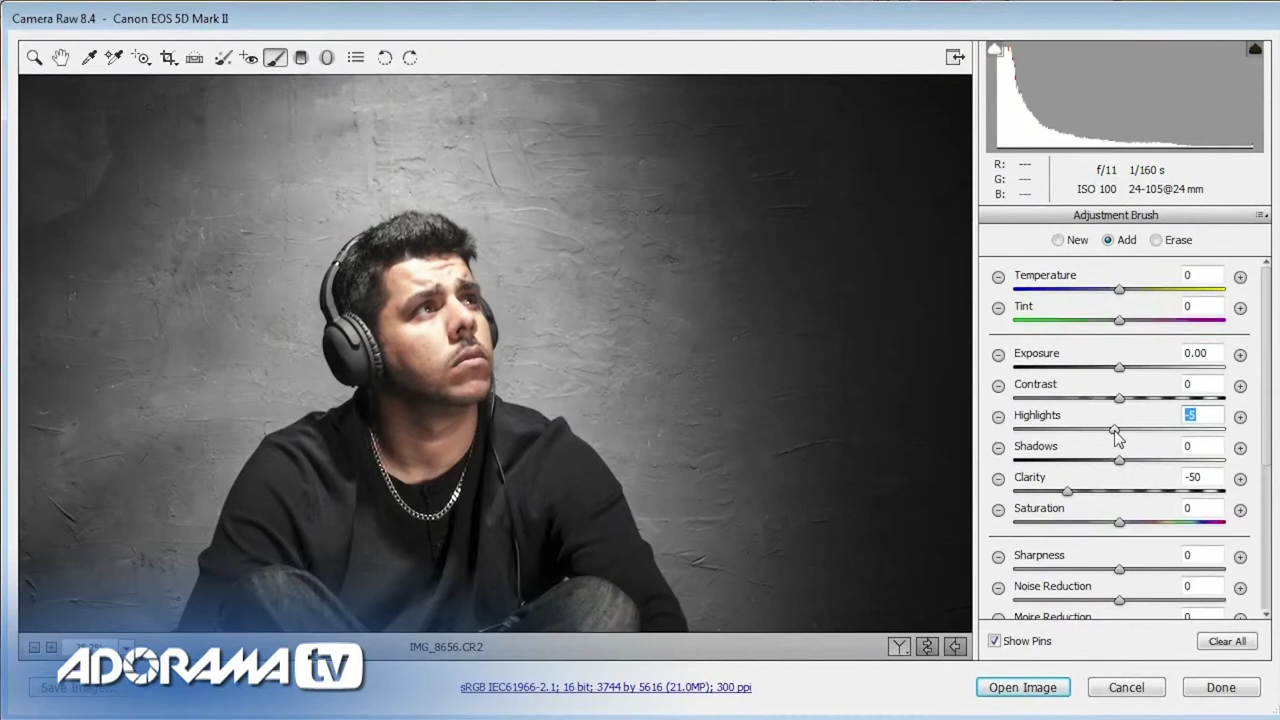 Camera Raw 8.4 - Canon EOS 5D Mark II
R: ---
G: ---
B: ---
f/11 1/160 s
ISO 100 24-105@24 mm
Adjustment Brush
New Add Erase
Temperature 0
Tint 0
Exposure 0.00
Contrast 0
Highlights -5
Shadows 0
Clarity -50
Saturation 0
Sharpness 0
Noise Reduction 0
Moire Reduction 0
Show Pins Clear All
IMG_8656.CR2
ADORAMA tv
Save Image...
sRGB IEC61966-2.1; 16 bit; 3744 by 5616 (21.0MP); 300 ppi
Open Image Cancel Done